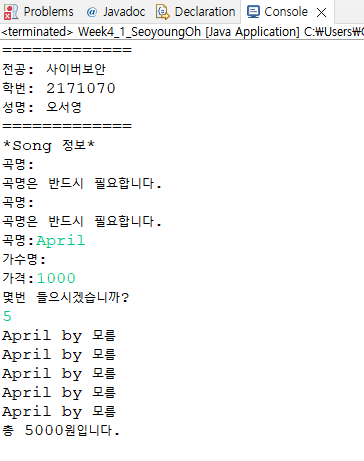 Problems @ Javadoc Declaration Console
<terminated> Week4_1_SeoyoungOh [Java Application] C:₩Users₩
=============
전공: 사이버보안
학번: 2171070
성명: 오서영
=============
*Song 정보*
곡명:
곡명은 반드시 필요합니다.
곡명:
곡명은 반드시 필요합니다.
곡명:April
가수명:
가격:1000
몇번 들으시겠습니까?
5
April by 모름
April by 모름
April by 모름
April by 모름
April by 모름
총 5000원입니다.